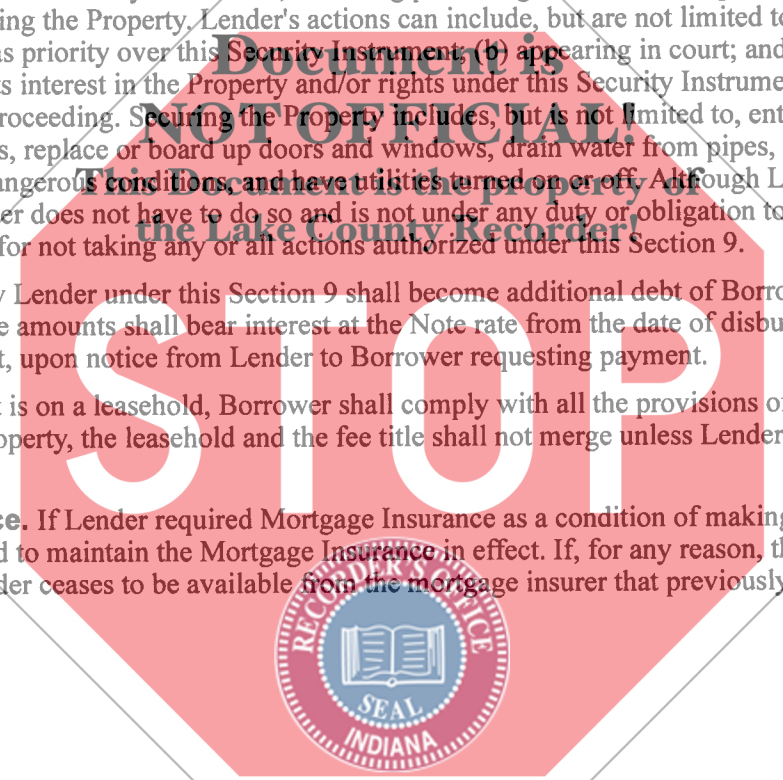 ing the Property. Lender's actions can include, but are not limited to
as priority over this Security Instrument; (b) appearing in court; and
Document is
ts interest in the Property and/or rights under this Security Instrume
roceeding. Securing the Property includes, but is not limited to, ent
NOT OFFICIAL!
s, replace or board up doors and windows, drain water from pipes,
angerous conditions, and have utilities turned on or off. Although L
This Document is the property of
er does not have to do so and is not under any duty or obligation to
the Lake County Recorder!
for not taking any or all actions authorized under this Section 9.
y Lender under this Section 9 shall become additional debt of Borro
e amounts shall bear interest at the Note rate from the date of disbu
t, upon notice from Lender to Borrower requesting payment.
STOP
t is on a leasehold, Borrower shall comply with all the provisions o
operty, the leasehold and the fee title shall not merge unless Lender
ce. If Lender required Mortgage Insurance as a condition of making
d to maintain the Mortgage Insurance in effect. If, for any reason, th
der ceases to be available from the mortgage insurer that previously
RECORDER'S OFFICE
SEAL
INDIANA